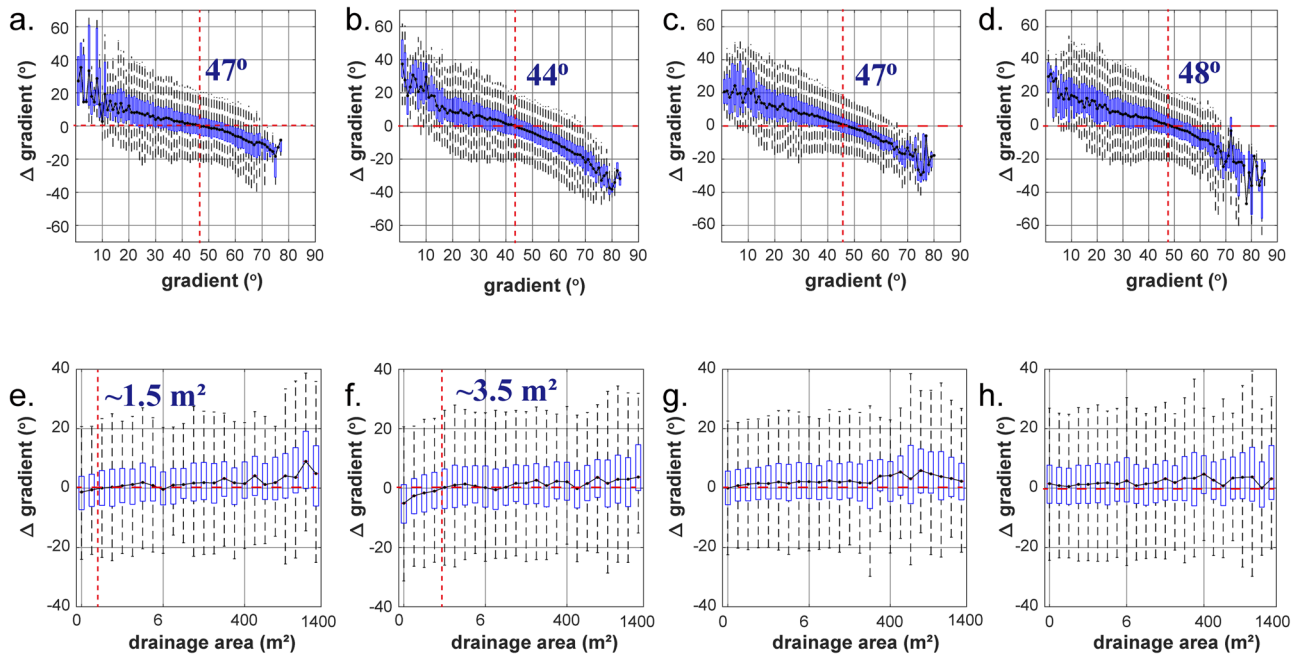 a. b. c. d.
60 60 60 60
40 40 40 40
47º 44º 47º 48º
20 20 20 20
0 0 0 0
-20 -20 -20 -20
-40 -40 -40 -40
-60 -60 -60 -60
Δ gradient (º) Δ gradient (º) Δ gradient (º) Δ gradient (º)
10 20 30 40 50 60 70 80 90 10 20 30 40 50 60 70 80 90 10 20 30 40 50 60 70 80 90 10 20 30 40 50 60 70 80 90
gradient (º) gradient (º) gradient (º) gradient (º)
e. f. g. h.
40 40 40 40
~1.5 m² ~3.5 m²
20 20 20 20
0 0 0 0
-20 -20 -20 -20
-40 -40 -40 -40
Δ gradient (º) Δ gradient (º) Δ gradient (º) Δ gradient (º)
0 6 400 1400 0 6 400 1400 0 6 400 1400 0 6 400 1400
drainage area (m²) drainage area (m²) drainage area (m²) drainage area (m²)